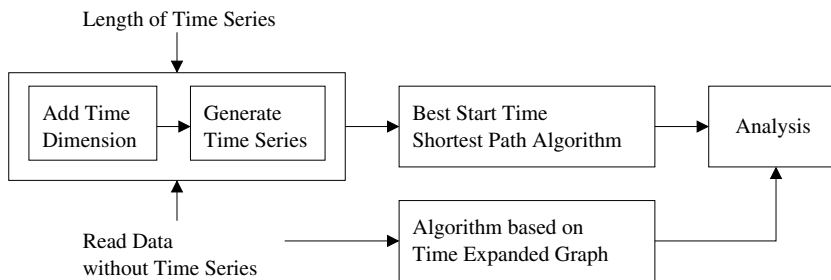 Length of Time Series
Add Time
Dimension
Generate
Time Series
Best Start Time
Shortest Path Algorithm
Analysis
Read Data
without Time Series
Algorithm based on
Time Expanded Graph